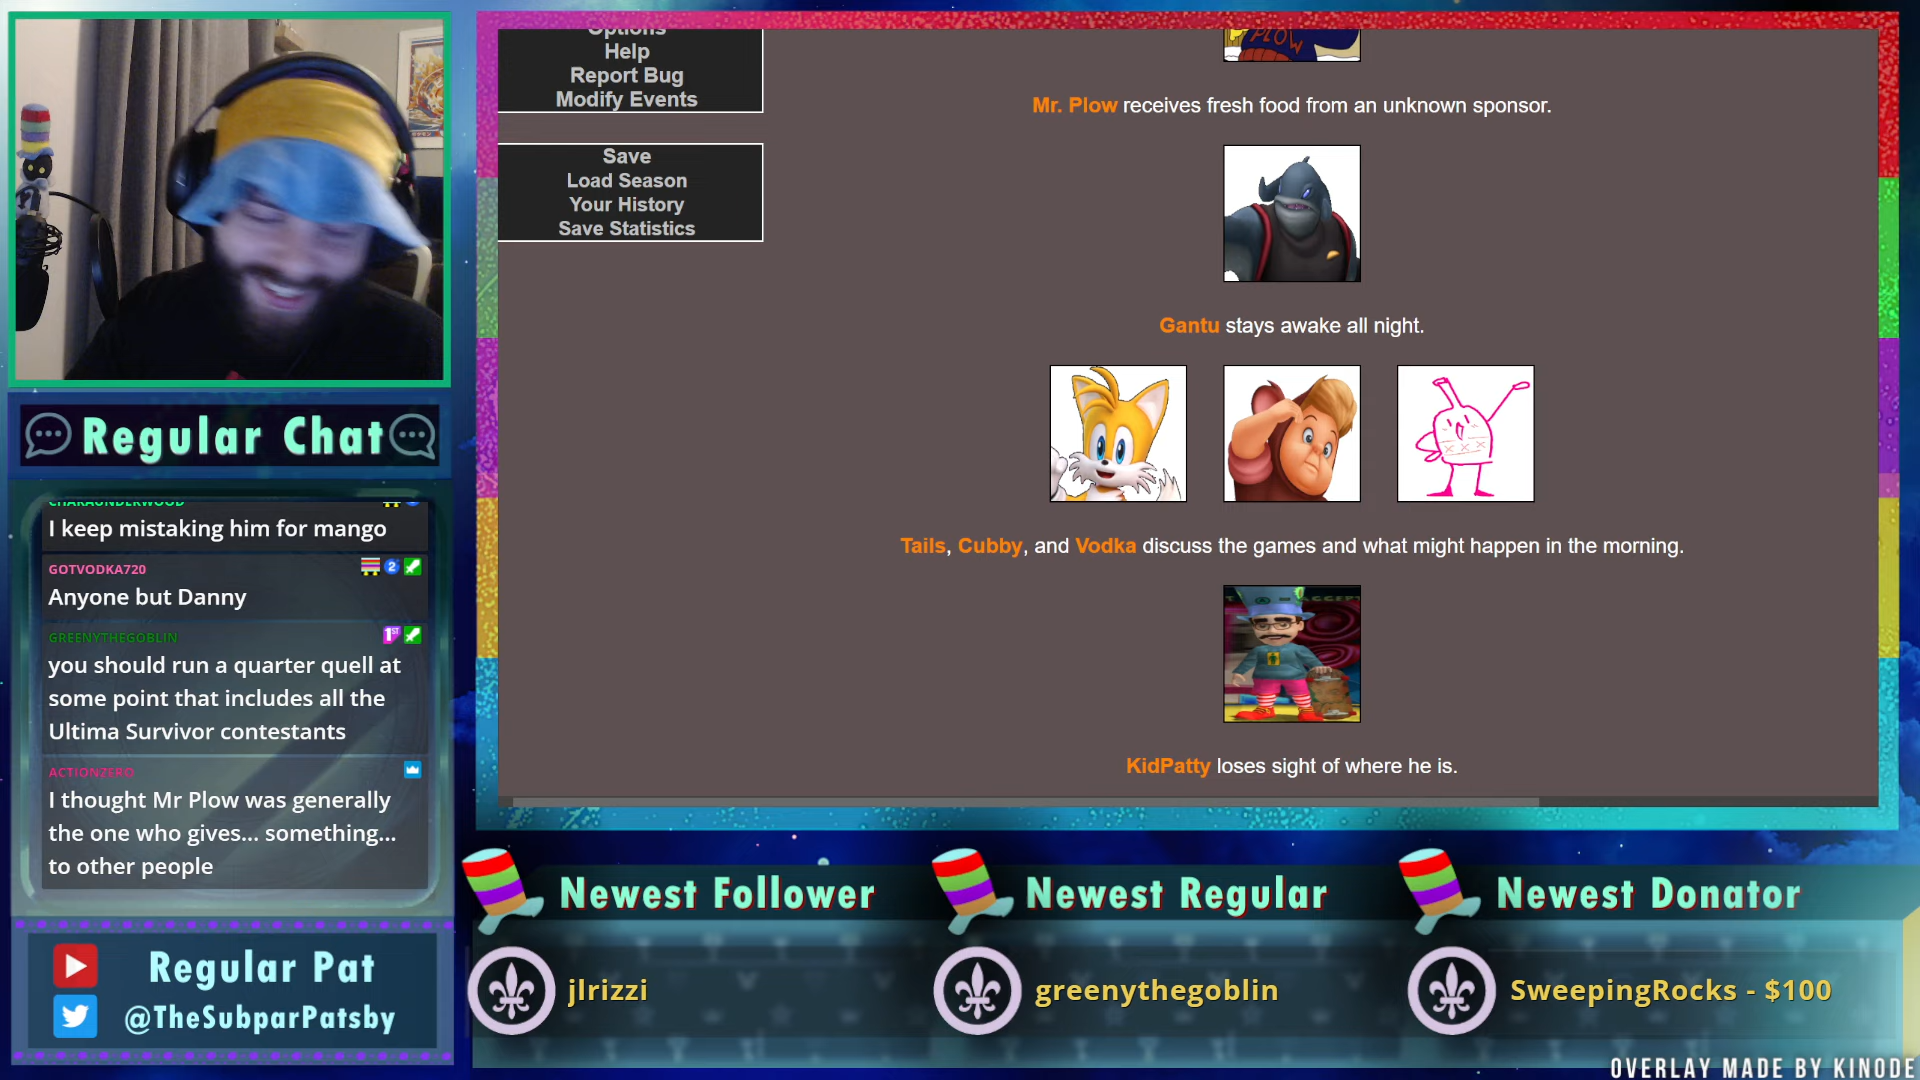 Options
Help
Report Bug
Modify Events
Save
Load Season
Your History
Save Statistics
PLOW
Mr. Plow receives fresh food from an unknown sponsor.
Gantu stays awake all night.
Tails, Cubby, and Vodka discuss the games and what might happen in the morning.
KidPatty loses sight of where he is.
Regular Chat
CHARAUNDERWOOD
I keep mistaking him for mango
GOTVODKA720
2
Anyone but Danny
GREENYTHEGOBLIN
1ST
you should run a quarter quell at
some point that includes all the
Ultima Survivor contestants
ACTIONZERO
I thought Mr Plow was generally
the one who gives... something...
to other people
Regular Pat
@TheSubparPatsby
Newest Follower
jlrizzi
Newest Regular
greenythegoblin
Newest Donator
SweepingRocks - $100
OVERLAY MADE BY KINODE